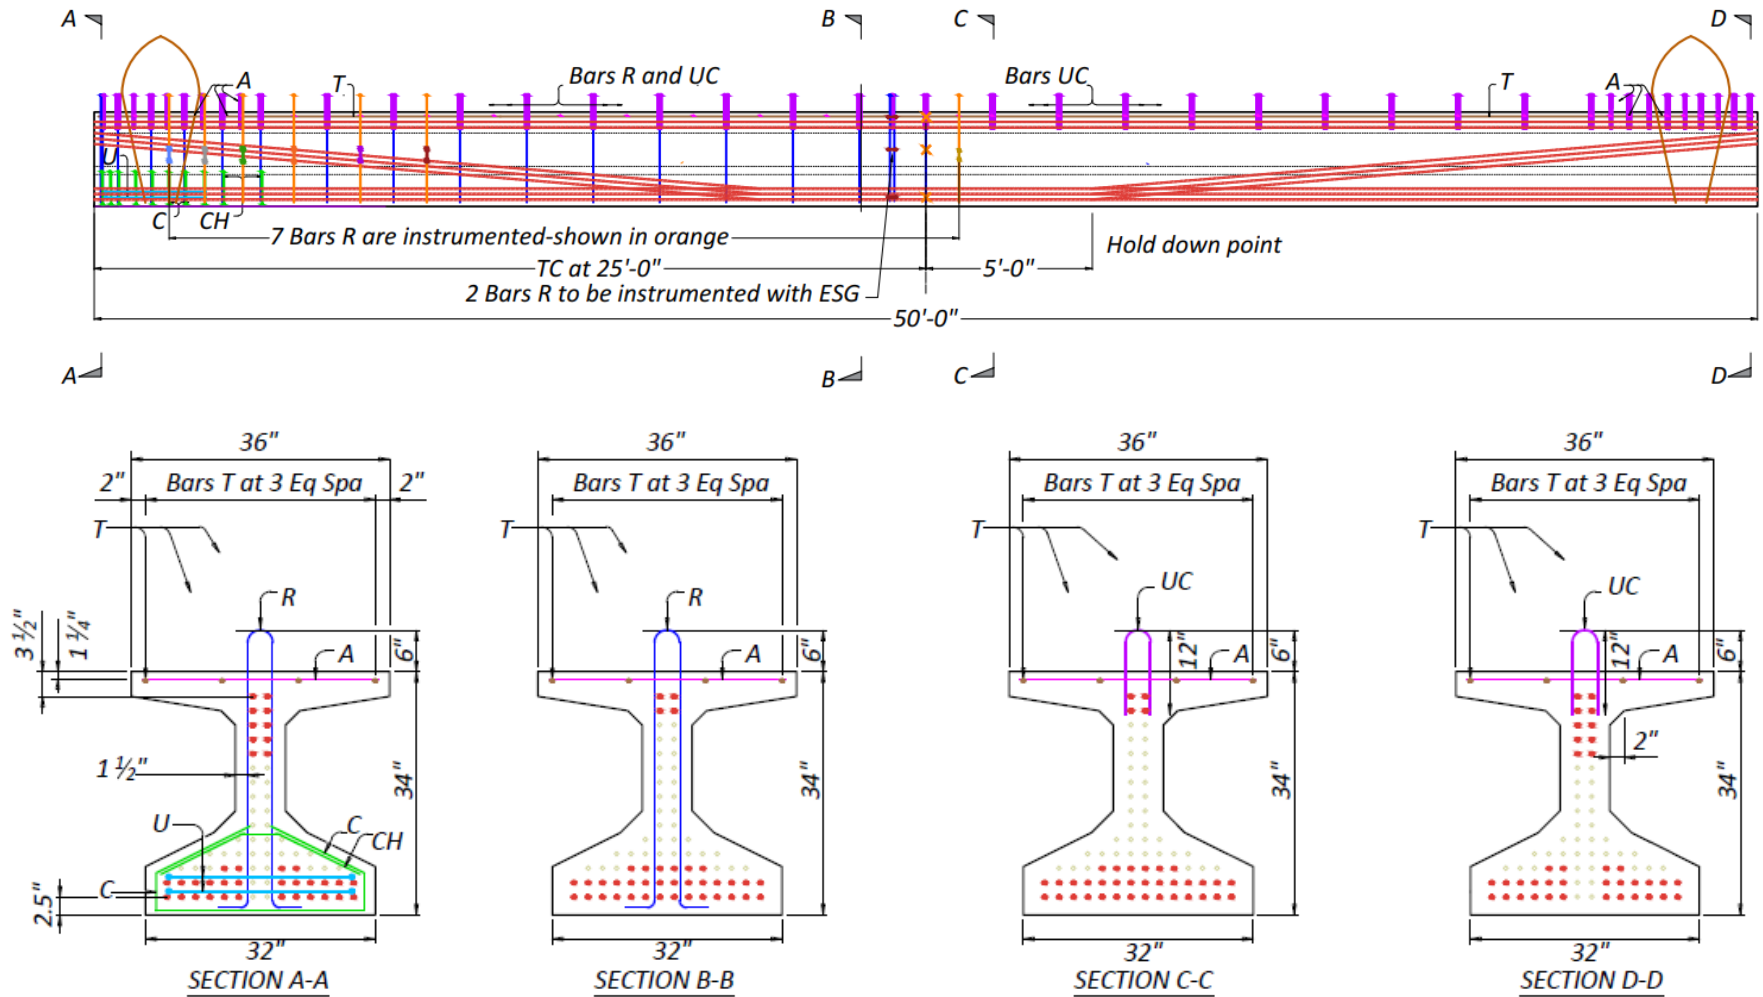 A B C D
A T Bars R and UC Bars UC T A
U
C CH
7 Bars R are instrumented-shown in orange
Hold down point
TC at 25'-0" 5'-0"
2 Bars R to be instrumented with ESG
50'-0"
A B C D
36" 36" 36" 36"
2" Bars T at 3 Eq Spa 2" Bars T at 3 Eq Spa Bars T at 3 Eq Spa Bars T at 3 Eq Spa
T T T T
R R UC UC
3 ½" 1 ¼" A 6" A 6" 12" A 6" 12" A 6"
1 ½" 34" 34" 34" 2" 34"
U C
CH
C
2.5"
32" 32" 32" 32"
SECTION A-A SECTION B-B SECTION C-C SECTION D-D